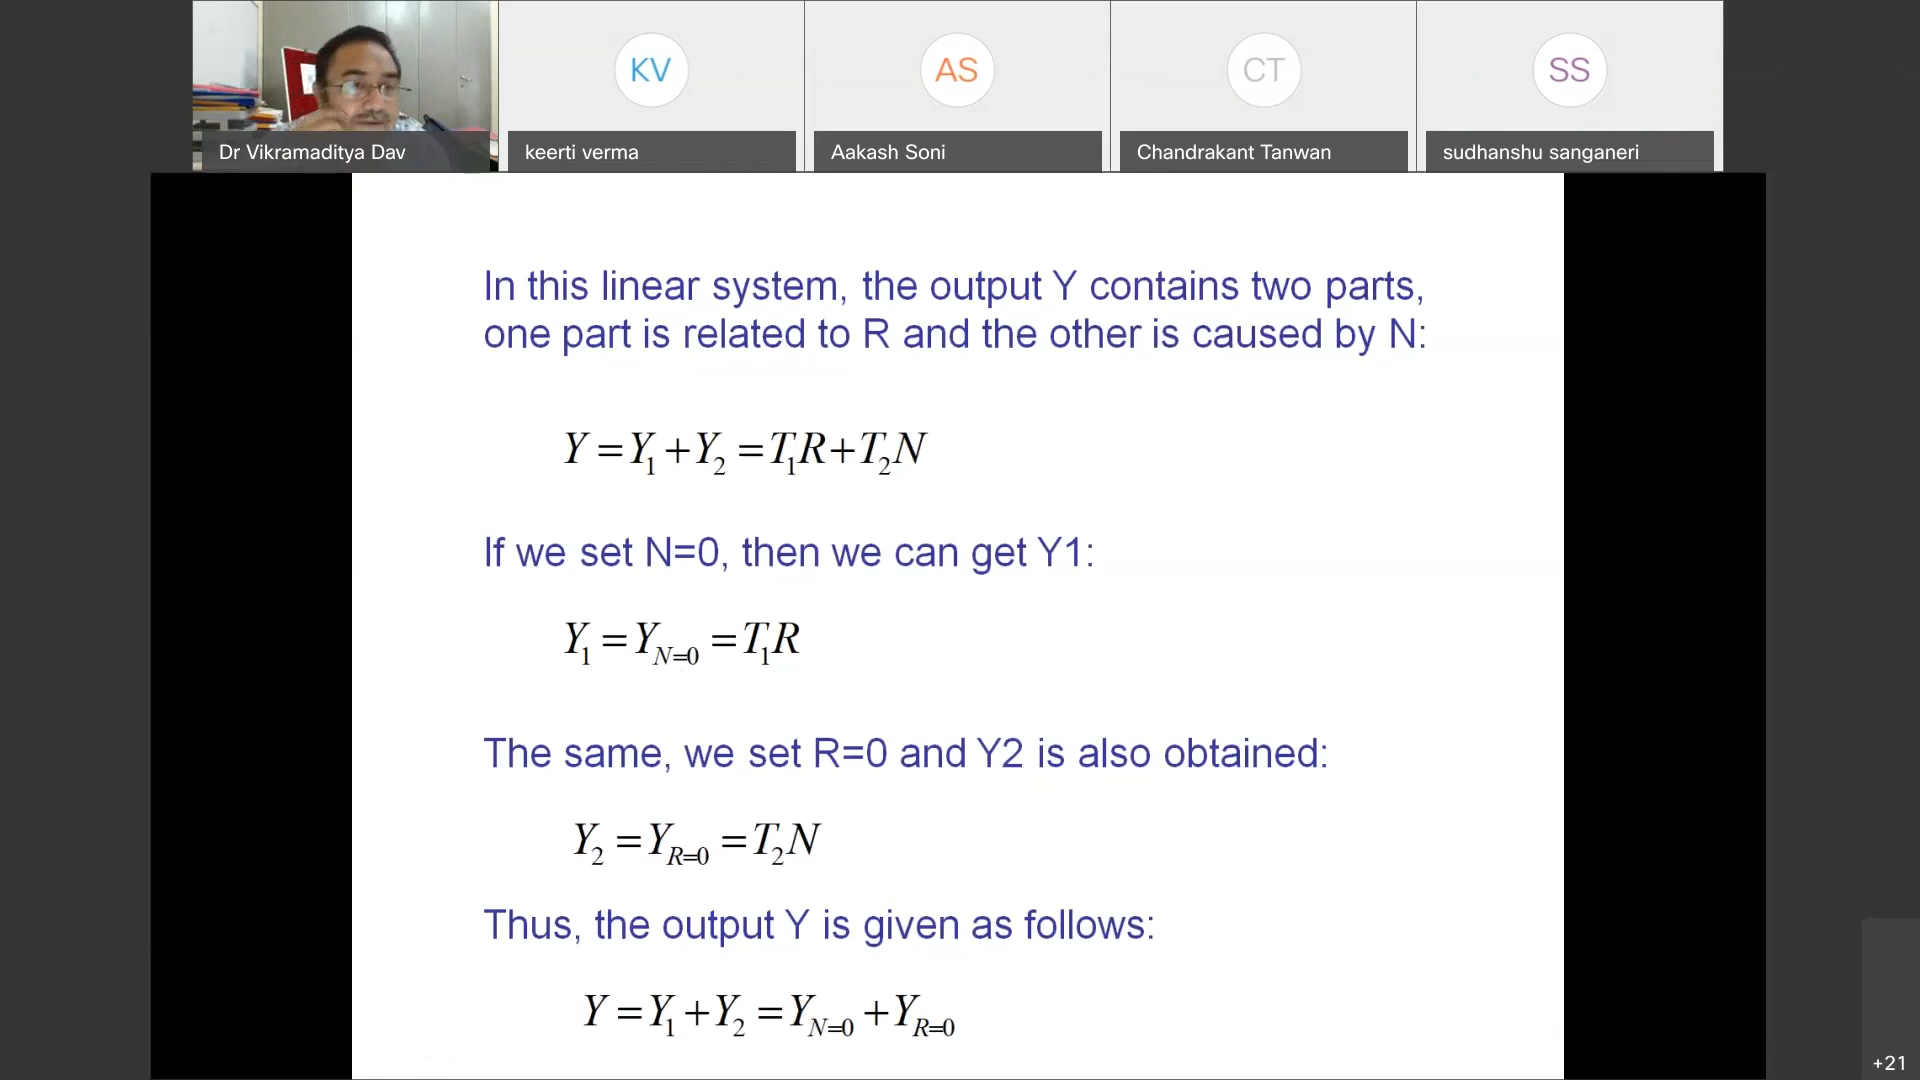 KV
AS
CT
SS
Dr Vikramaditya Dav
keerti verma
Aakash Soni
Chandrakant Tanwan
sudhanshu sanganeri
In this linear system, the output Y contains two parts,
one part is related to R and the other is caused by N:
Y = Y₁ + Y₂ = T₁R + T₂N
If we set N=0, then we can get Y1:
Y₁ = Y_{N=0} = T₁R
The same, we set R=0 and Y2 is also obtained:
Y₂ = Y_{R=0} = T₂N
Thus, the output Y is given as follows:
Y = Y₁ + Y₂ = Y_{N=0} + Y_{R=0}
+21